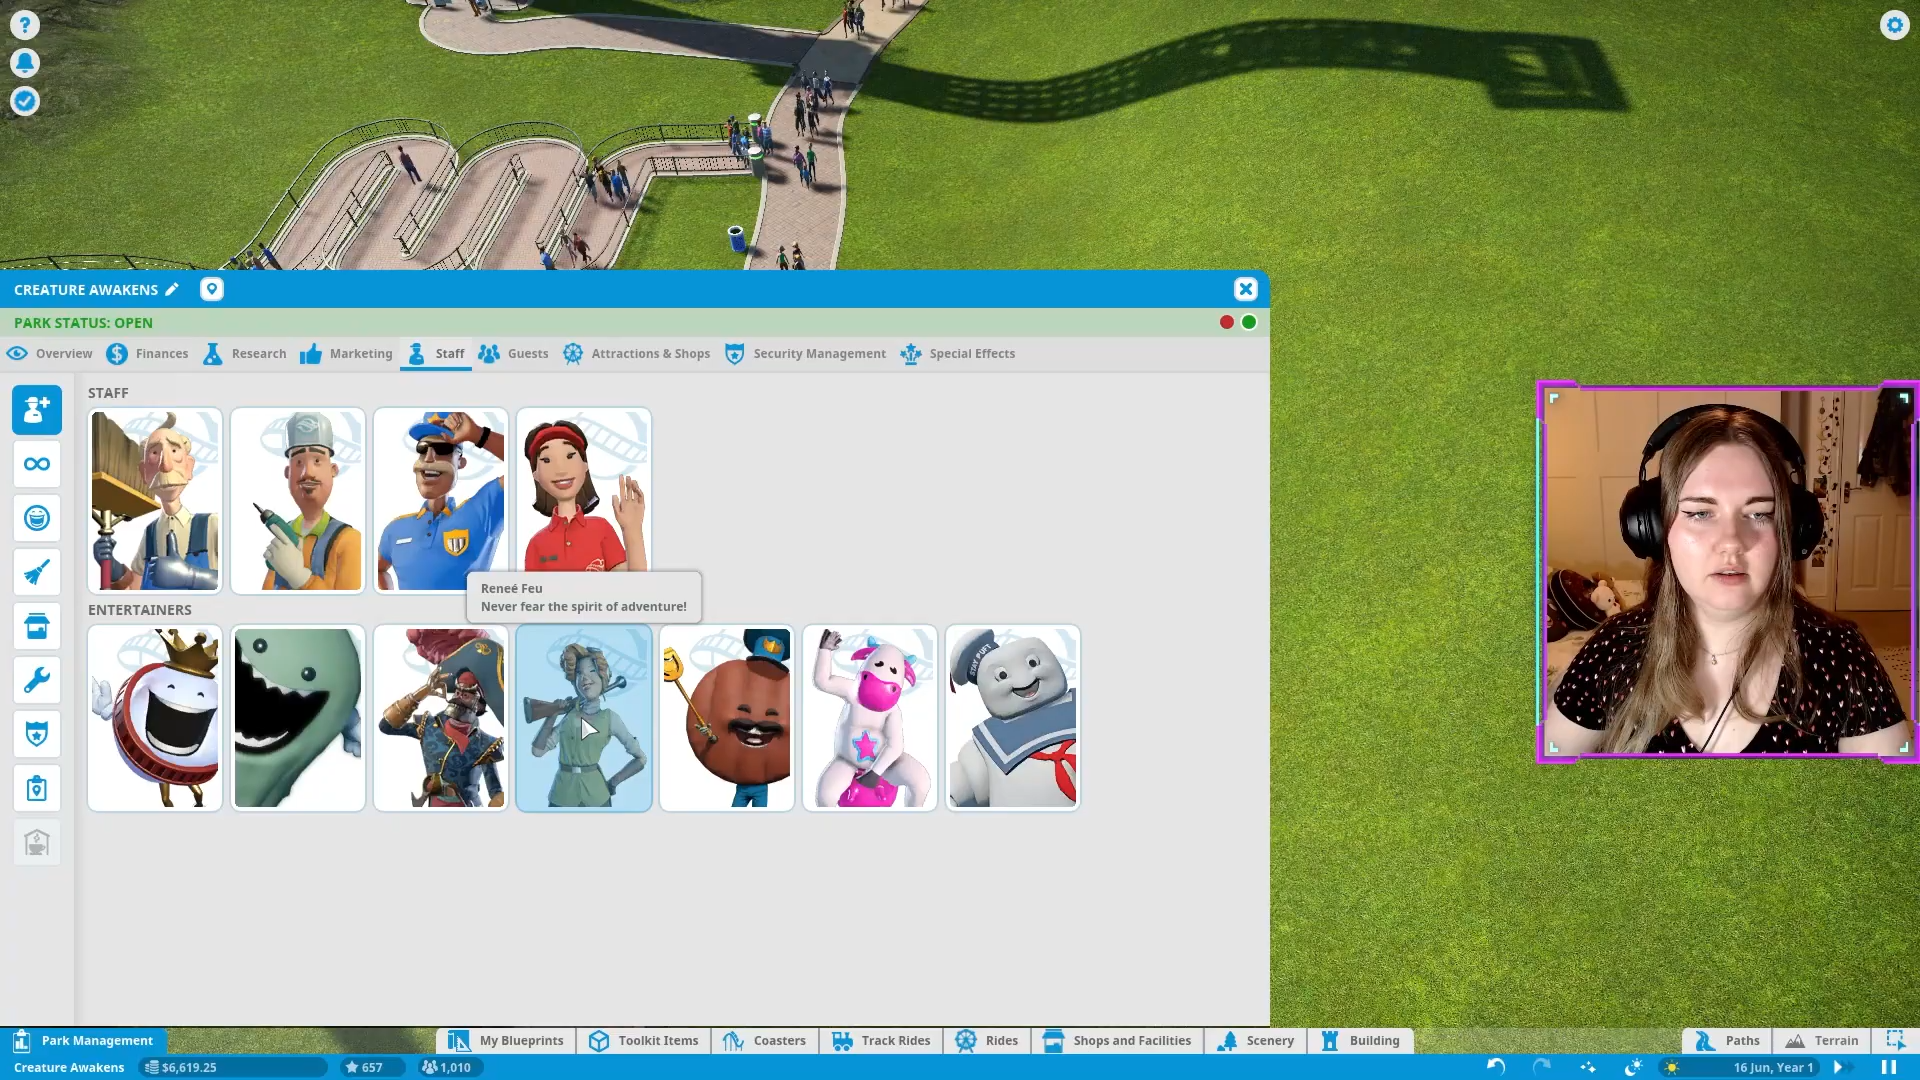 CREATURE AWAKENS
PARK STATUS: OPEN
Overview
Finances
Research
Marketing
Staff
Guests
Attractions & Shops
Security Management
Special Effects
STAFF
Reneé Feu
Never fear the spirit of adventure!
ENTERTAINERS
STAY PUFT
Park Management
My Blueprints
Toolkit Items
Coasters
Track Rides
Rides
Shops and Facilities
Scenery
Building
Paths
Terrain
Creature Awakens
$6,619.25
657
1,010
16 Jun, Year 1